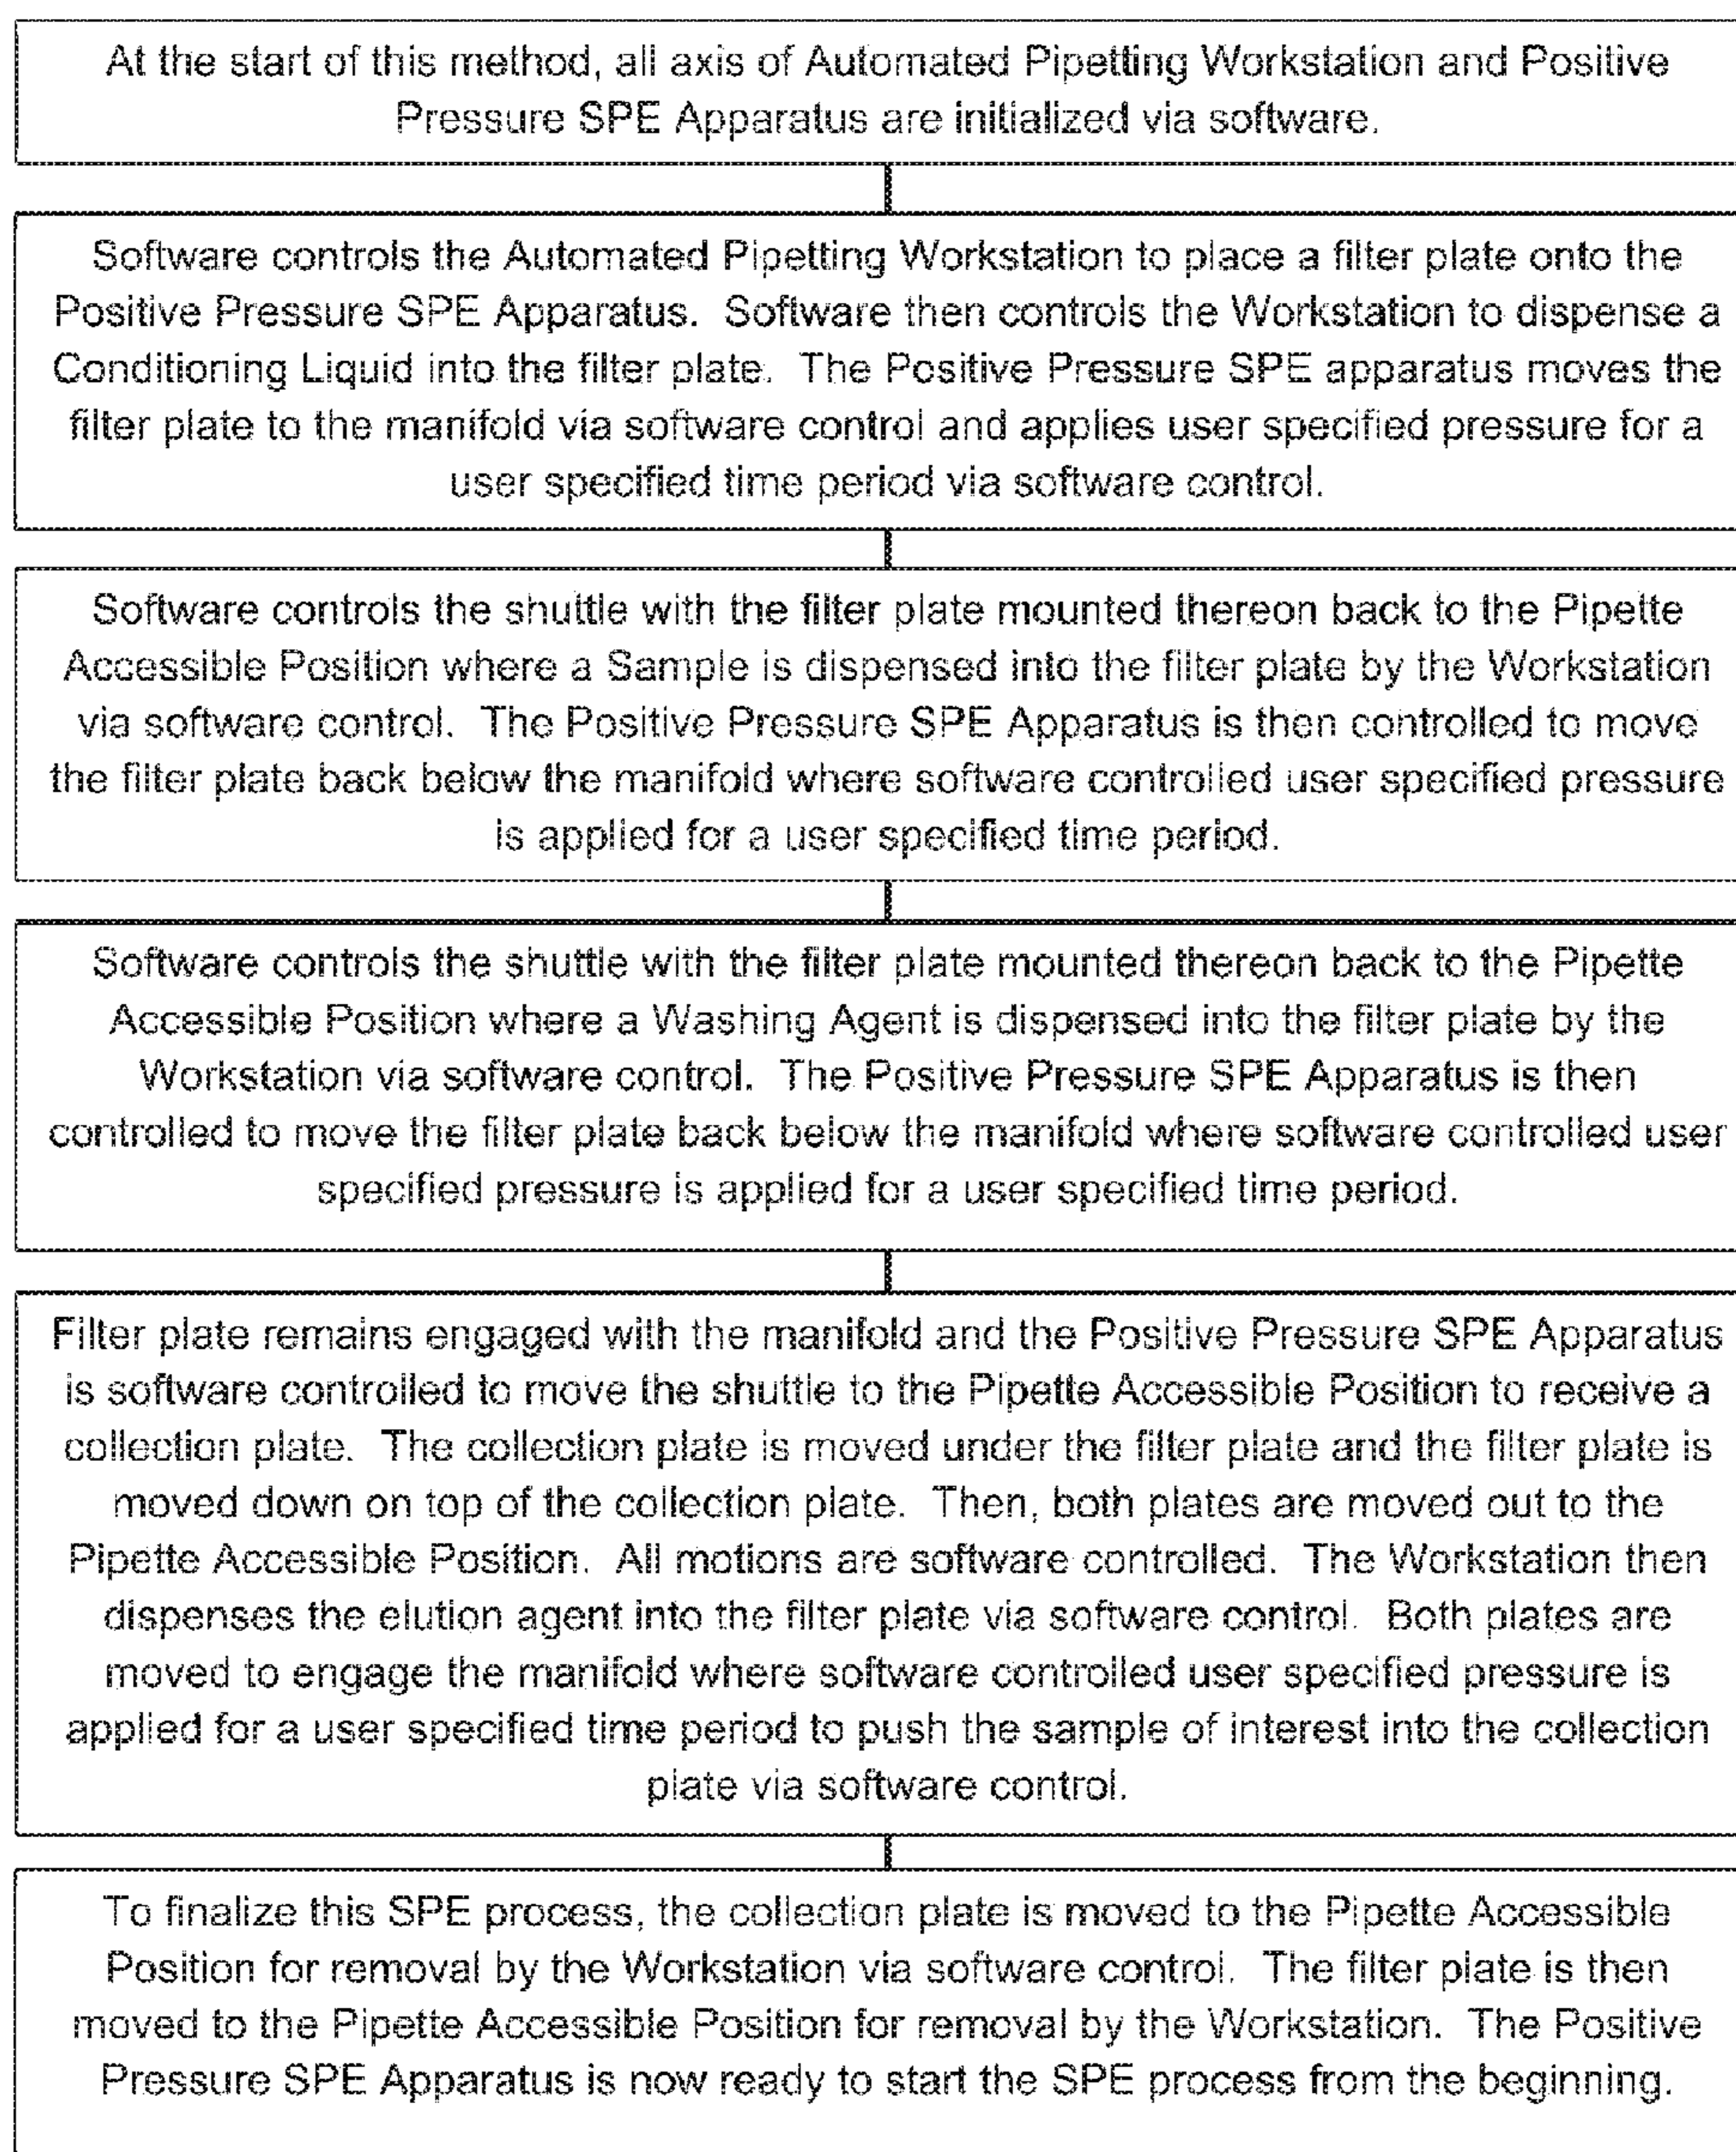 At the start of this method, all axis of Automated Pipetting Workstation and Positive
Pressure SPE Apparatus are initialized via software.
Software controls the Automated Pipetting Workstation to place a filter plate onto the
Positive Pressure SPE Apparatus. Software then controls the Workstation to dispense a
Conditioning Liquid into the filter plate. The Positive Pressure SPE apparatus moves the
filter plate to the manifold via software control and applies user specified pressure for a
user specified time period via software control.
Software controls the shuttle with the filter plate mounted thereon back to the Pipette
Accessible Position where a Sample is dispensed into the filter plate by the Workstation
via software control. The Positive Pressure SPE Apparatus is then controlled to move
the filter plate back below the manifold where software controlled user specified pressure
is applied for a user specified time period.
Software controls the shuttle with the filter plate mounted thereon back to the Pipette
Accessible Position where a Washing Agent is dispensed into the filter plate by the
Workstation via software control. The Positive Pressure SPE Apparatus is then
controlled to move the filter plate back below the manifold where software controlled user
specified pressure is applied for a user specified time period.
Filter plate remains engaged with the manifold and the Positive Pressure SPE Apparatus
is software controlled to move the shuttle to the Pipette Accessible Position to receive a
collection plate. The collection plate is moved under the filter plate and the filter plate is
moved down on top of the collection plate. Then, both plates are moved out to the
Pipette Accessible Position. All motions are software controlled. The Workstation then
dispenses the elution agent into the filter plate via software control. Both plates are
moved to engage the manifold where software controlled user specified pressure is
applied for a user specified time period to push the sample of interest into the collection
plate via software control.
To finalize this SPE process, the collection plate is moved to the Pipette Accessible
Position for removal by the Workstation via software control. The filter plate is then
moved to the Pipette Accessible Position for removal by the Workstation. The Positive
Pressure SPE Apparatus is now ready to start the SPE process from the beginning.